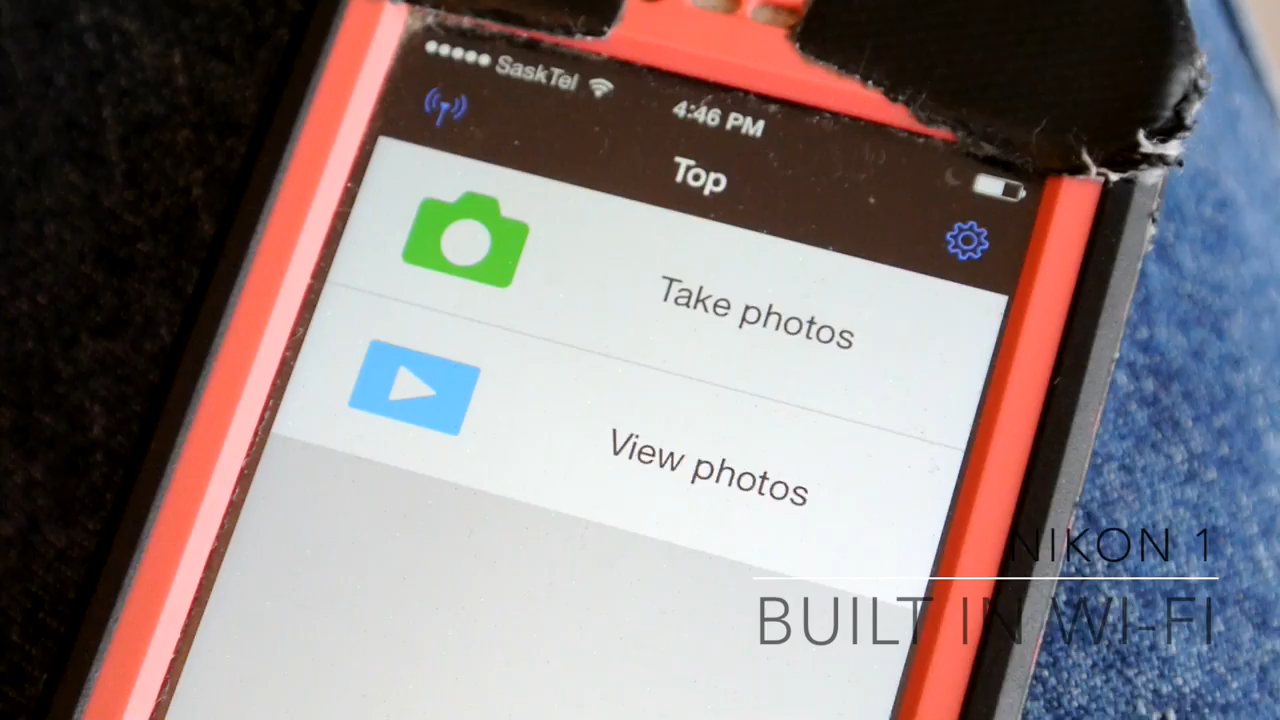 SaskTel
4:46 PM
Top
Take photos
View photos
NIKON 1
BUILT IN WI-FI